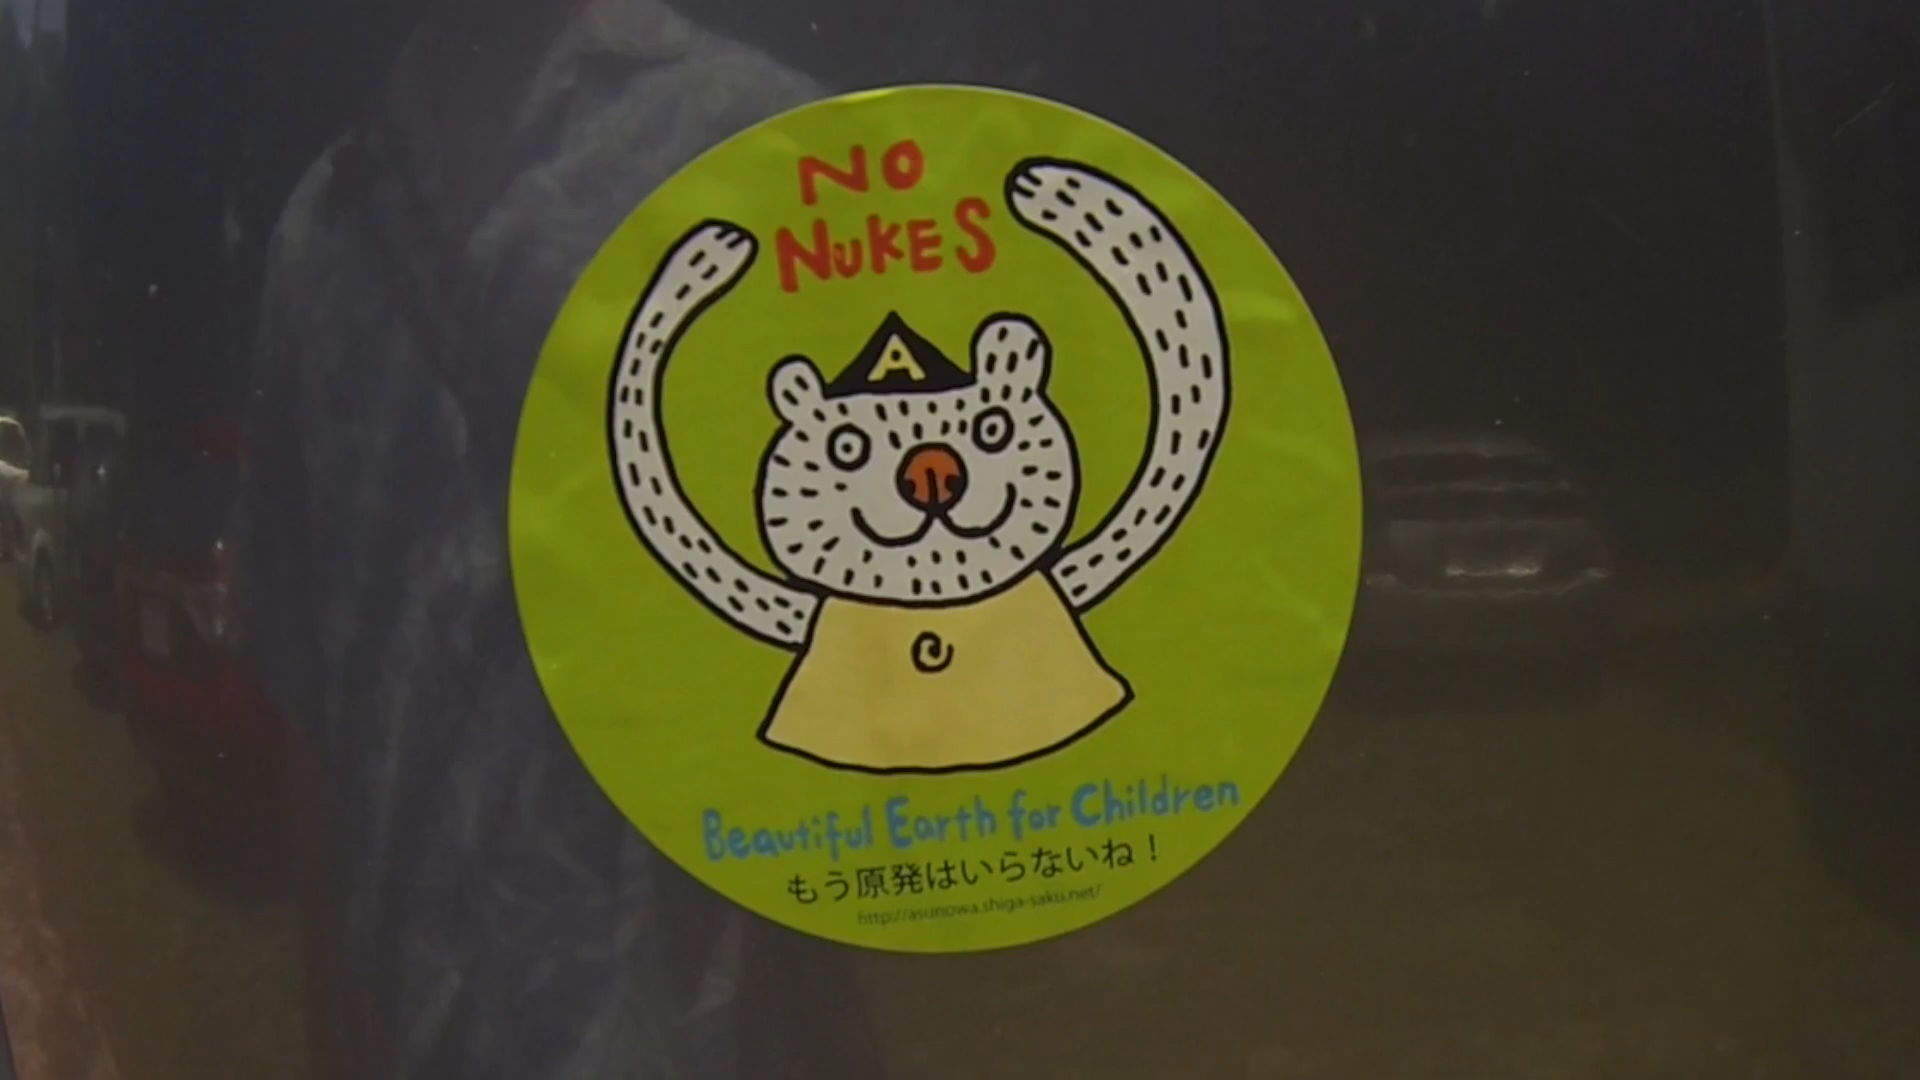 NO
NUKES
A
Beautiful Earth for Children
もう原発はいらないね！
http://asunowa.shiga-saku.net/